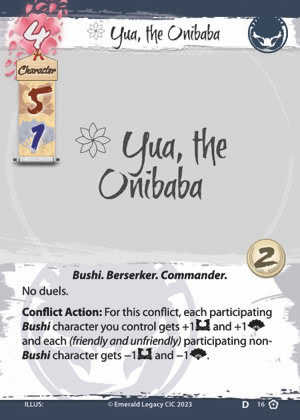 4
Yua, the Onibaba
Character
5
1
Yua, the
Onibaba
2
Bushi. Berserker. Commander.
No duels.
Conflict Action: For this conflict, each participating
Bushi character you control gets +1 and +1
and each (friendly and unfriendly) participating non-
Bushi character gets −1 and −1.
ILLUS: © Emerald Legacy CIC 2023 D 16